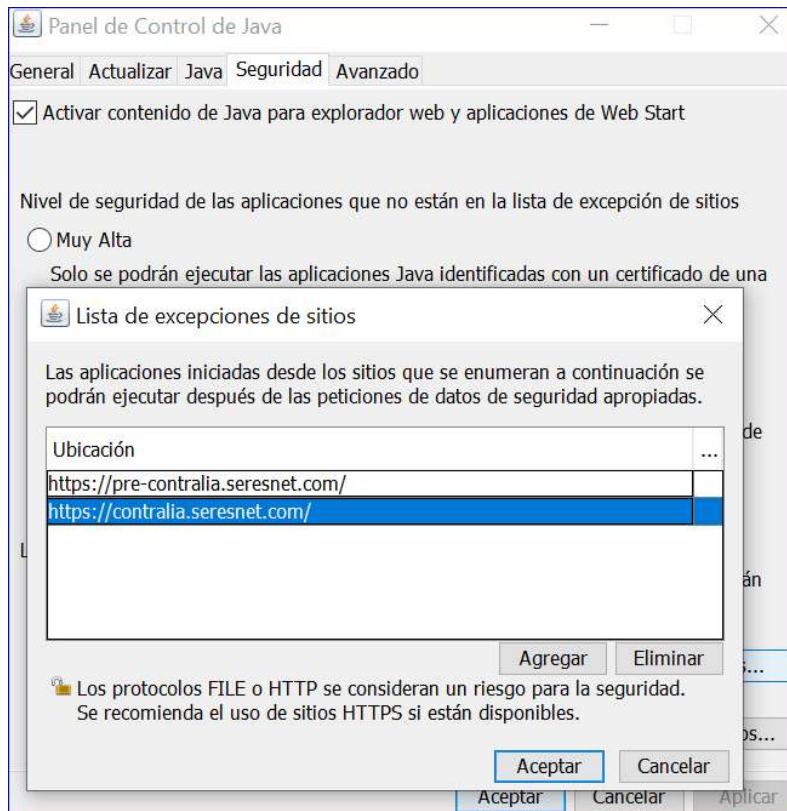 Panel de Control de Java
General Actualizar Java Seguridad Avanzado
Activar contenido de Java para explorador web y aplicaciones de Web Start
Nivel de seguridad de las aplicaciones que no están en la lista de excepción de sitios
Muy Alta
Solo se podrán ejecutar las aplicaciones Java identificadas con un certificado de una
Lista de excepciones de sitios
Las aplicaciones iniciadas desde los sitios que se enumeran a continuación se
podrán ejecutar después de las peticiones de datos de seguridad apropiadas.
de
Ubicación ...
https://pre-contralia.seresnet.com/
https://contralia.seresnet.com/
L
án
Agregar Eliminar
s...
Los protocolos FILE o HTTP se consideran un riesgo para la seguridad.
Se recomienda el uso de sitios HTTPS si están disponibles.
os...
Aceptar Cancelar
Aceptar Cancelar Aplicar